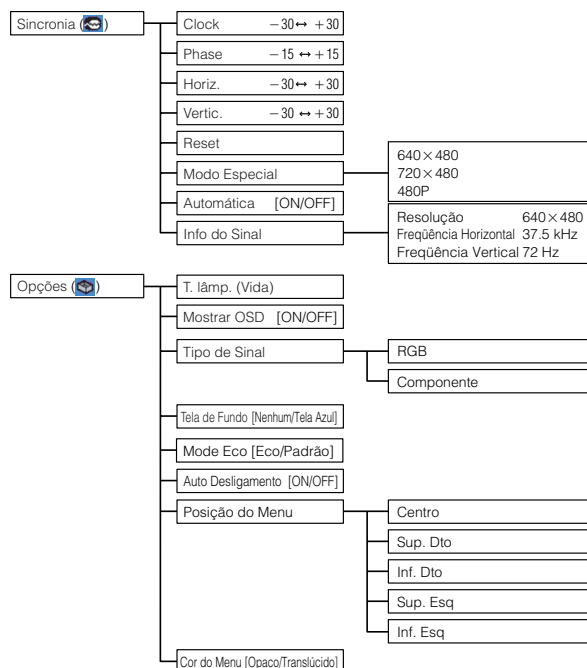 Sincronia ( )
Clock −30↔ +30
Phase −15 ↔ +15
Horiz. −30↔ +30
Vertic. −30 ↔ +30
Reset
Modo Especial
640×480
720×480
480P
Automática [ON/OFF]
Info do Sinal
Resolução 640×480
Freqüência Horizontal 37.5 kHz
Freqüência Vertical 72 Hz
Opções ( )
T. lâmp. (Vida)
Mostrar OSD [ON/OFF]
Tipo de Sinal
RGB
Componente
Tela de Fundo [Nenhum/Tela Azul]
Mode Eco [Eco/Padrão]
Auto Desligamento [ON/OFF]
Posição do Menu
Centro
Sup. Dto
Inf. Dto
Sup. Esq
Inf. Esq
Cor do Menu [Opaco/Translúcido]